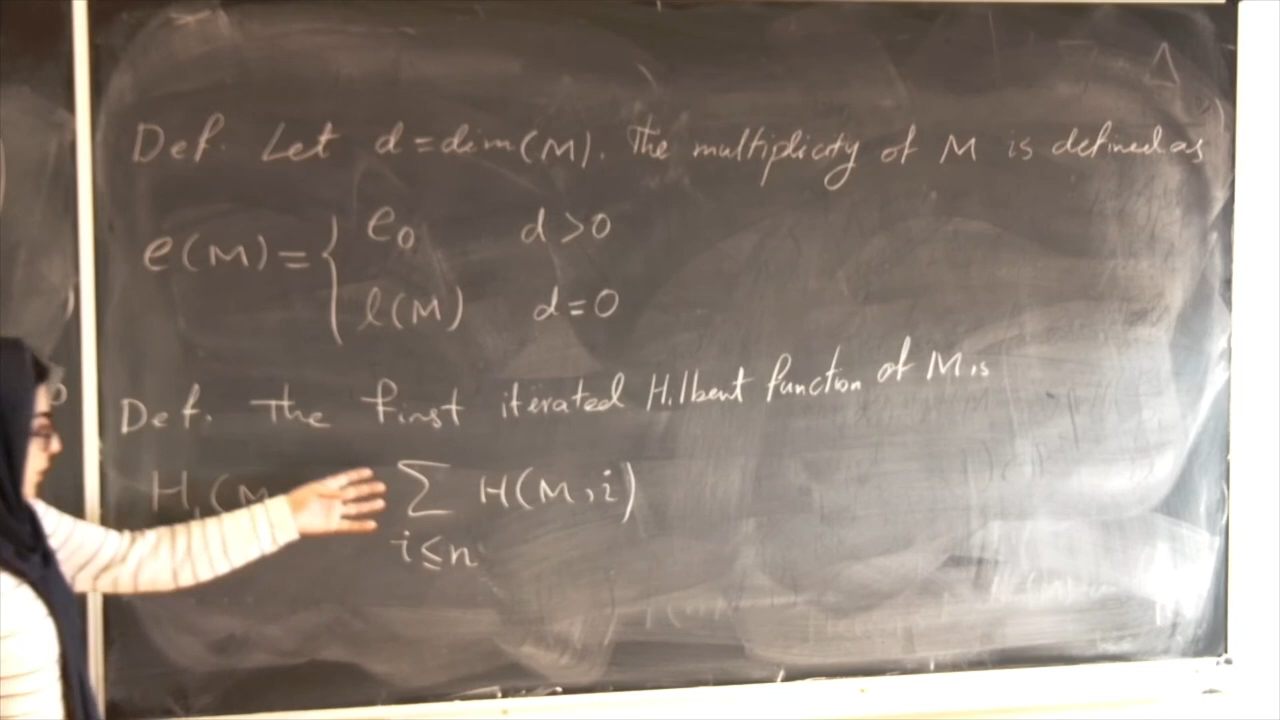 Def. Let d = dim(M). The multiplicity of M is defined as
e(M) = { e₀ d > 0
ℓ(M) d = 0
Def. The first iterated Hilbert function of M is
H₁(M Σ H(M, i)
i ≤ n